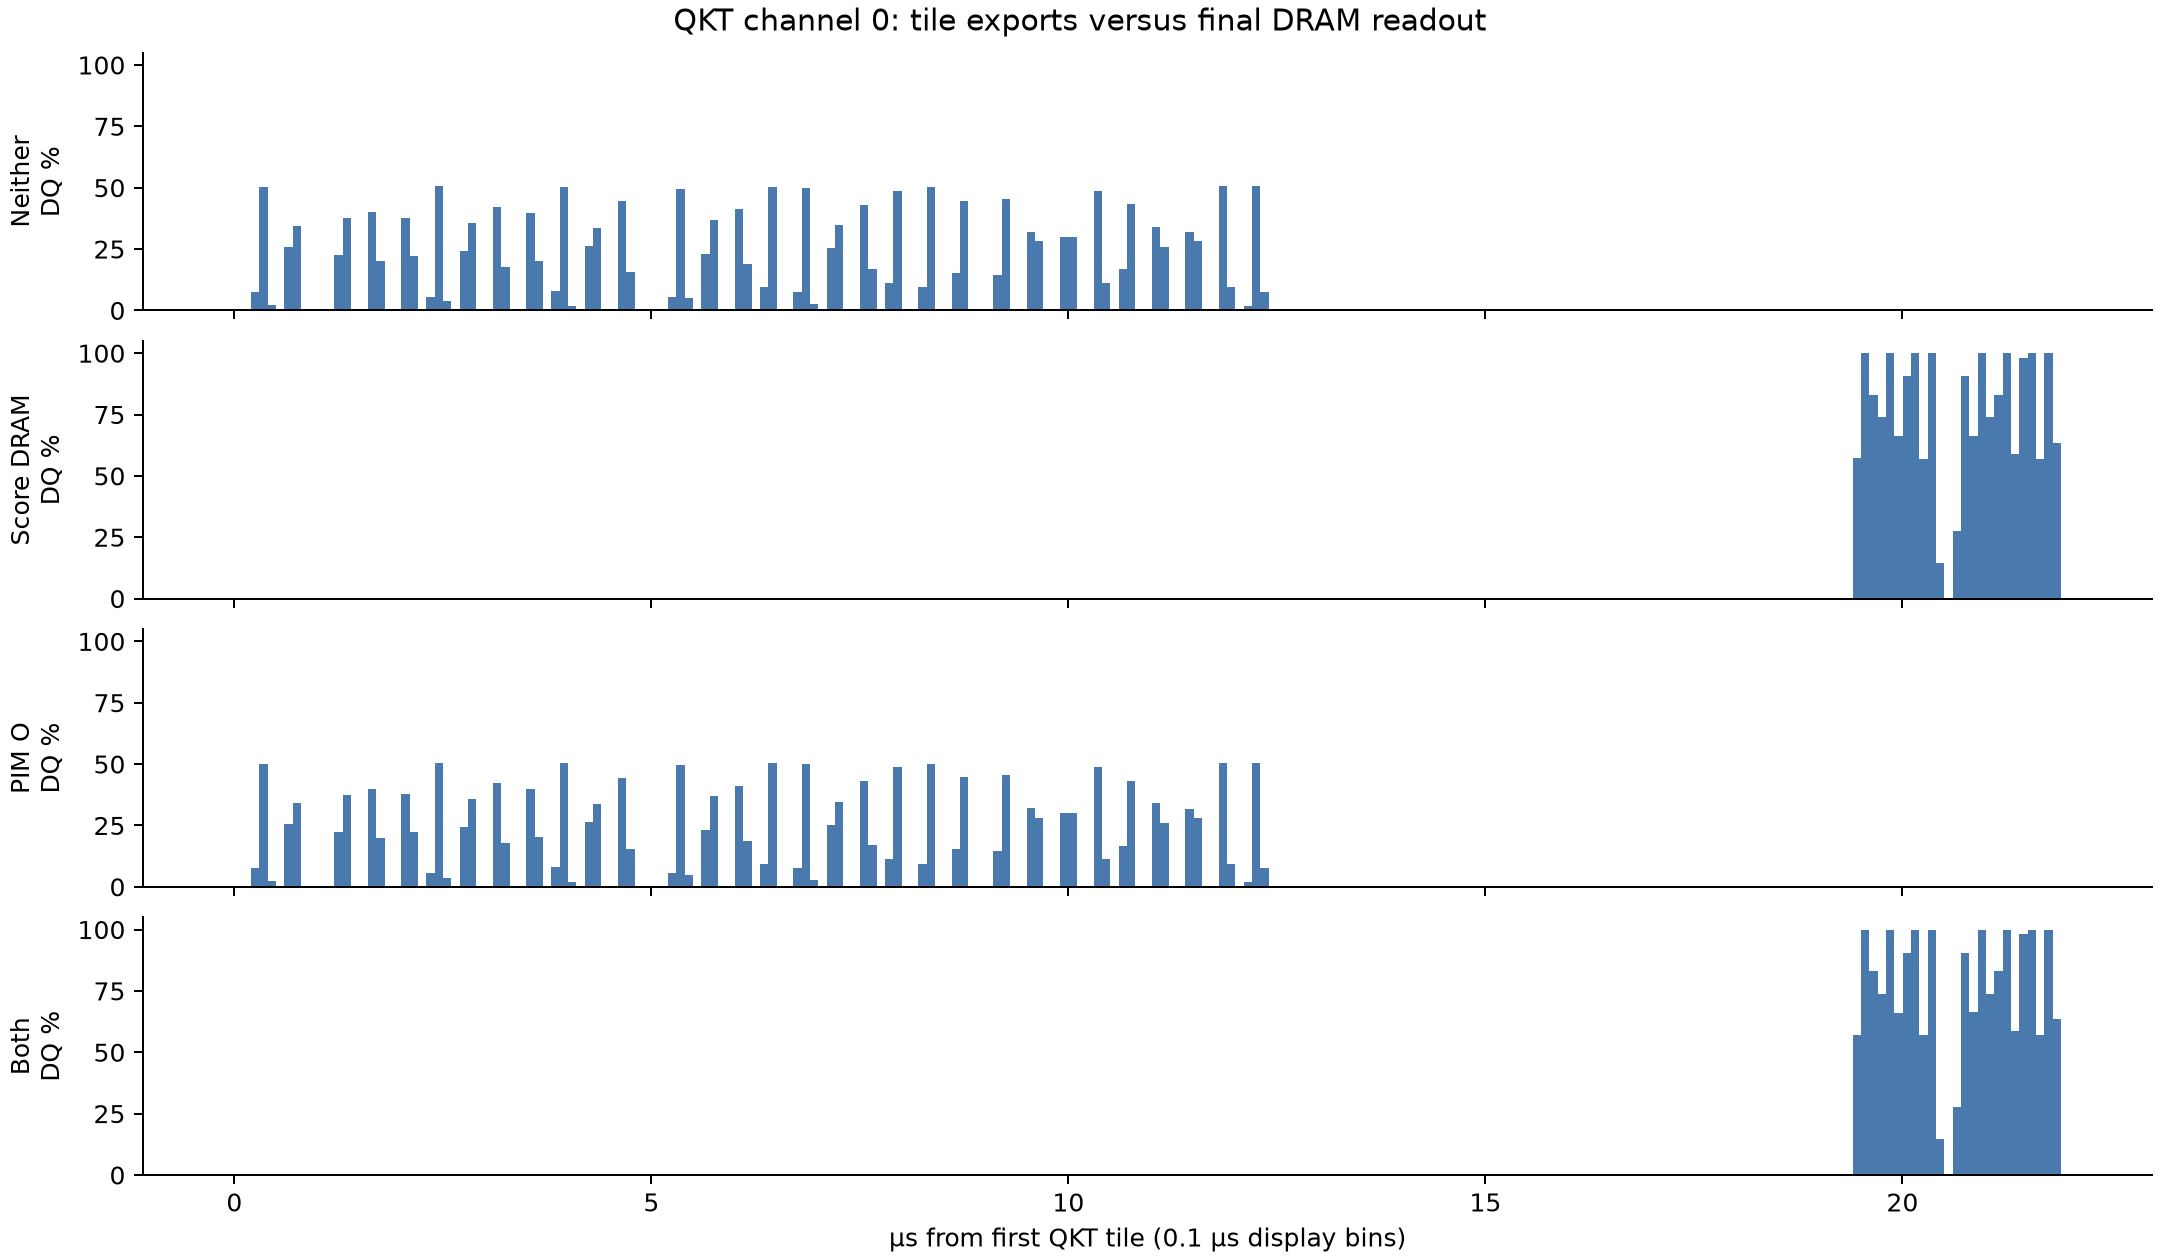 QKT channel 0: tile exports versus final DRAM readout
Neither
DQ %
100
75
50
25
0
Score DRAM
DQ %
100
75
50
25
0
PIM O
DQ %
100
75
50
25
0
Both
DQ %
100
75
50
25
0
0 5 10 15 20
µs from first QKT tile (0.1 µs display bins)